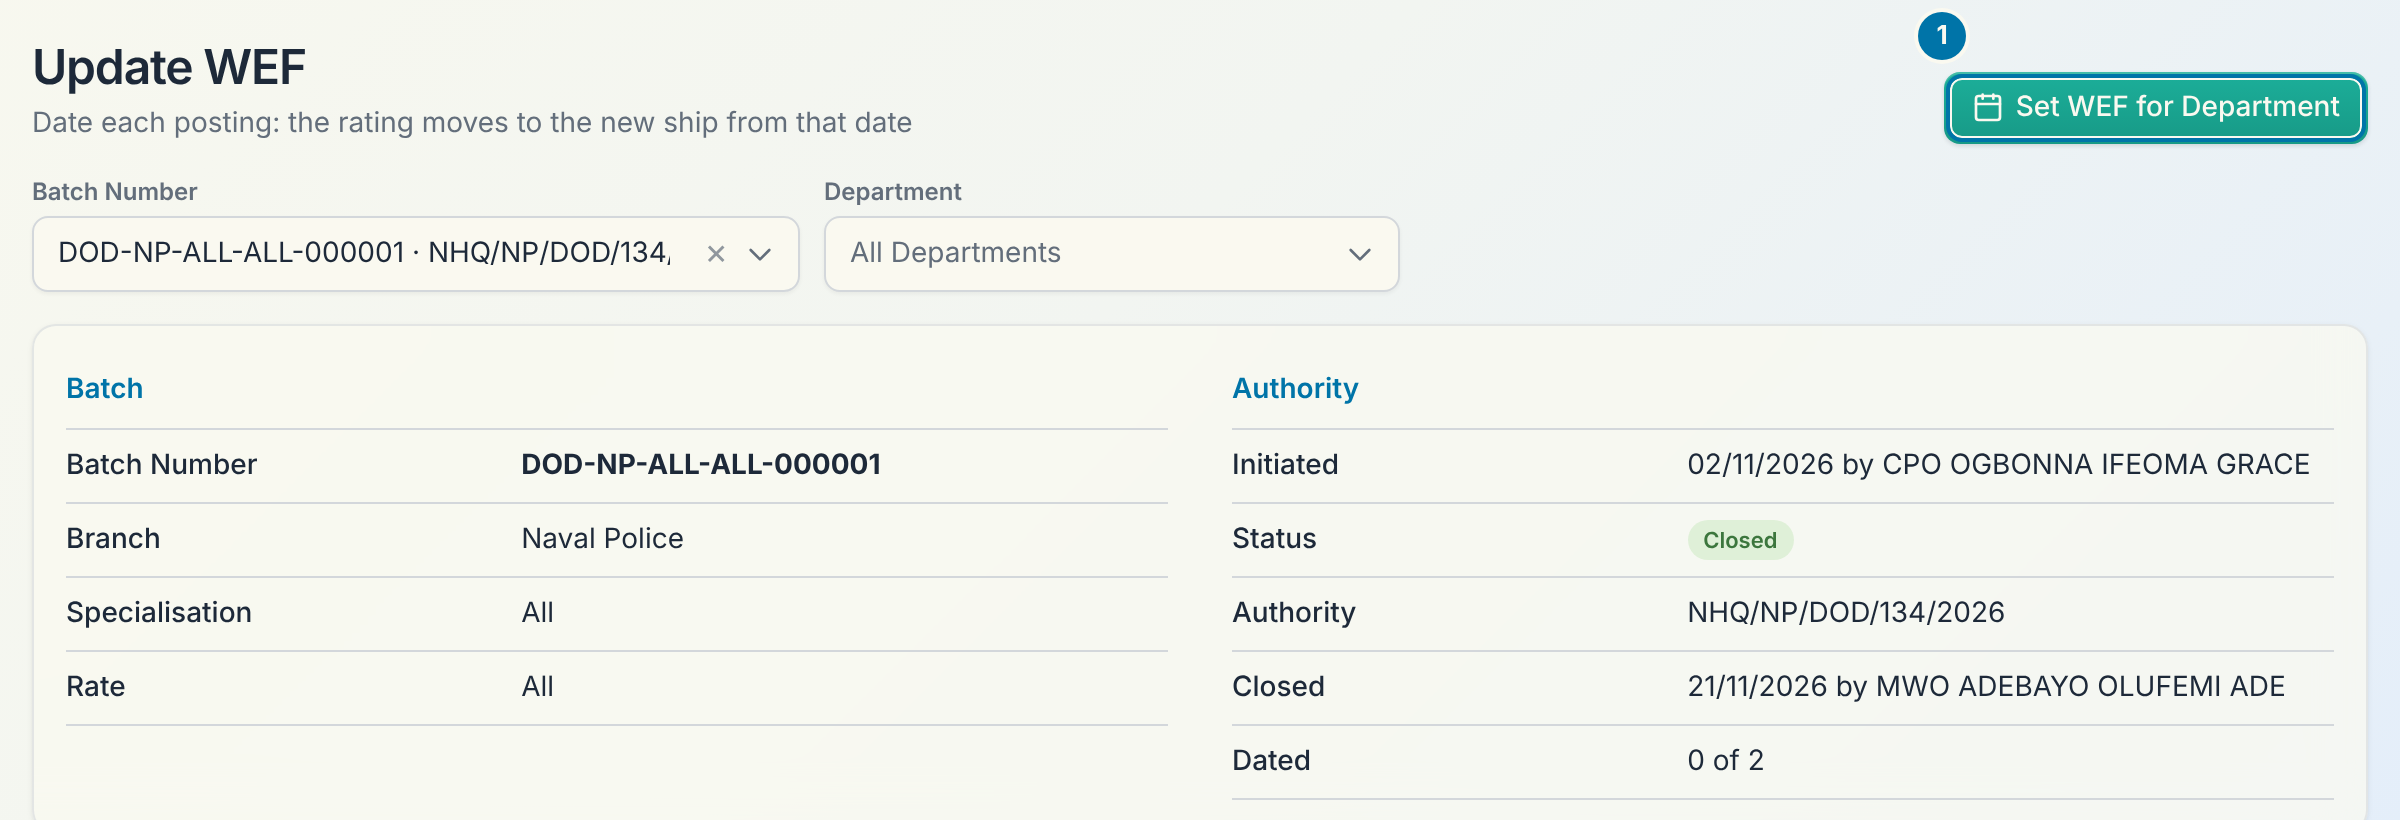 1
Update WEF
Set WEF for Department
Date each posting: the rating moves to the new ship from that date
Batch Number
Department
DOD-NP-ALL-ALL-000001 · NHQ/NP/DOD/134/
All Departments
Batch
Batch Number DOD-NP-ALL-ALL-000001
Branch Naval Police
Specialisation All
Rate All
Authority
Initiated 02/11/2026 by CPO OGBONNA IFEOMA GRACE
Status Closed
Authority NHQ/NP/DOD/134/2026
Closed 21/11/2026 by MWO ADEBAYO OLUFEMI ADE
Dated 0 of 2